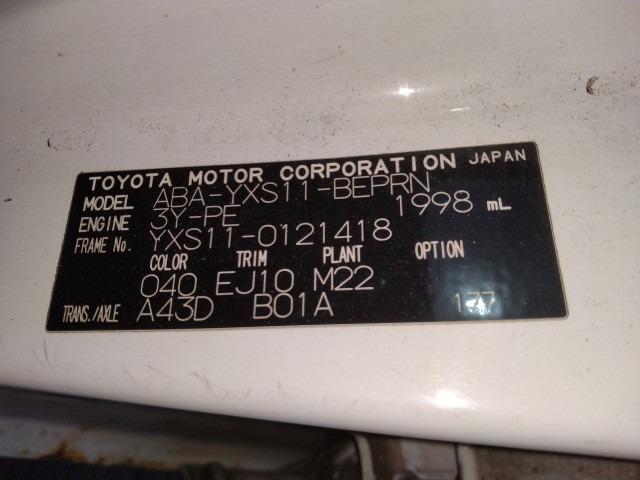 TOYOTA MOTOR CORPORATION JAPAN
MODEL ABA-YXS11-BEPRN
ENGINE 3Y-PE 1998 mL
FRAME No. YXS11-0121418
COLOR TRIM PLANT OPTION
040 EJ10 M22
TRANS./AXLE A43D B01A 177